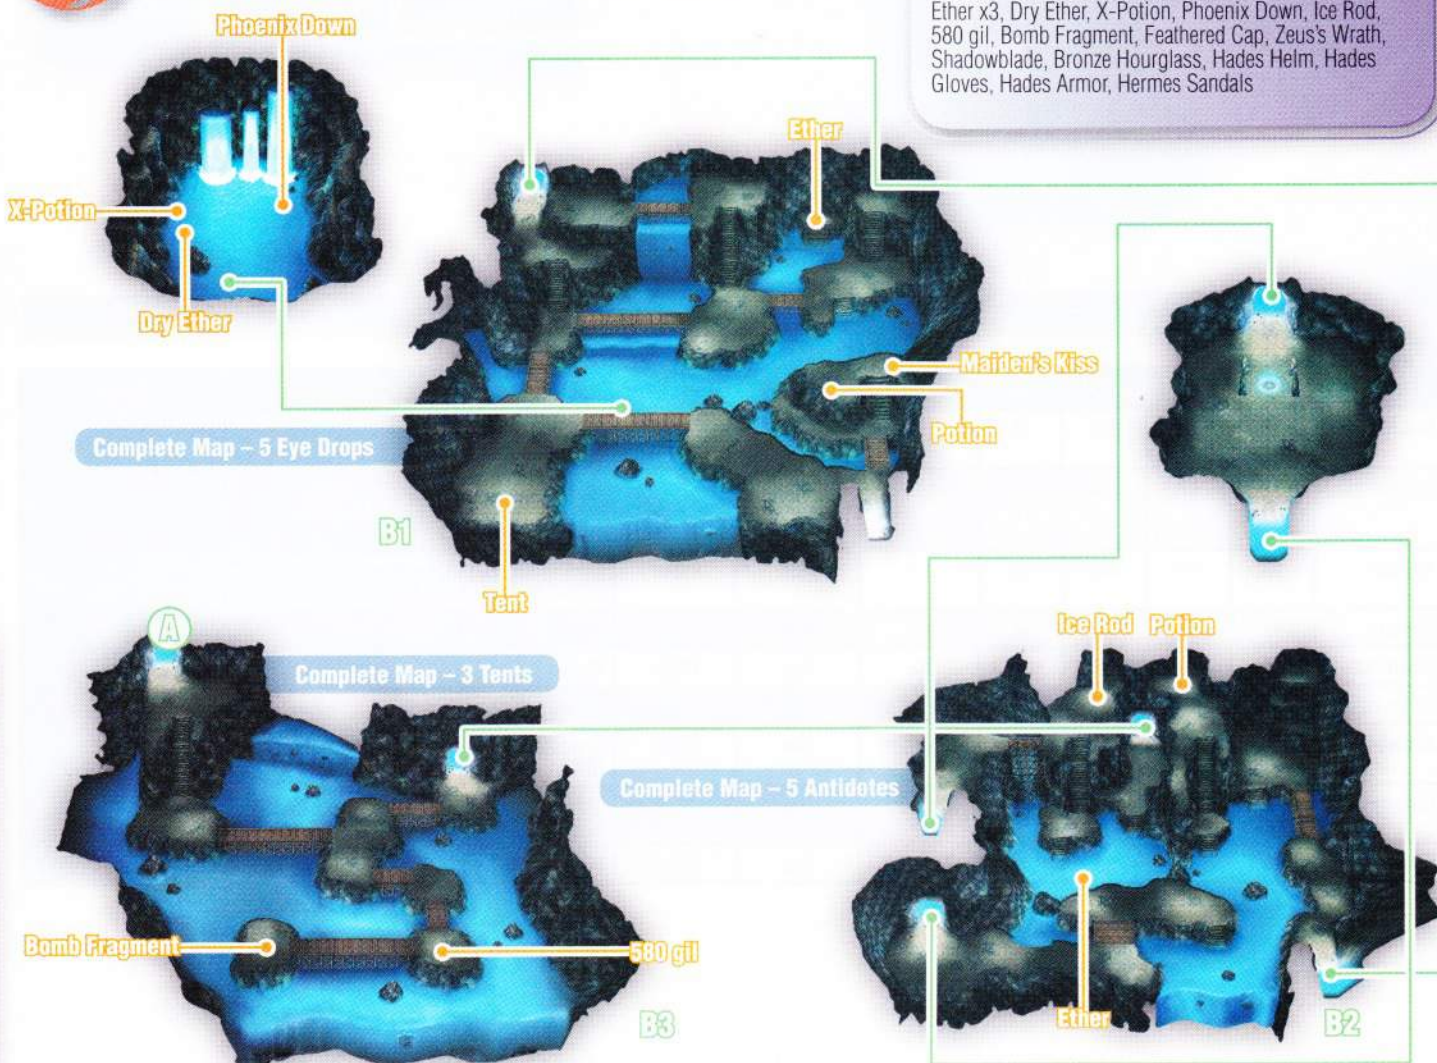 Ether x3, Dry Ether, X-Potion, Phoenix Down, Ice Rod,
580 gil, Bomb Fragment, Feathered Cap, Zeus's Wrath,
Shadowblade, Bronze Hourglass, Hades Helm, Hades
Gloves, Hades Armor, Hermes Sandals
Phoenix Down
Ether
X-Potion
Dry Ether
Maiden's Kiss
Potion
Complete Map – 5 Eye Drops
B1
Tent
A
Complete Map – 3 Tents
Ice Rod
Potion
Complete Map – 5 Antidotes
Bomb Fragment
580 gil
B3
Ether
B2